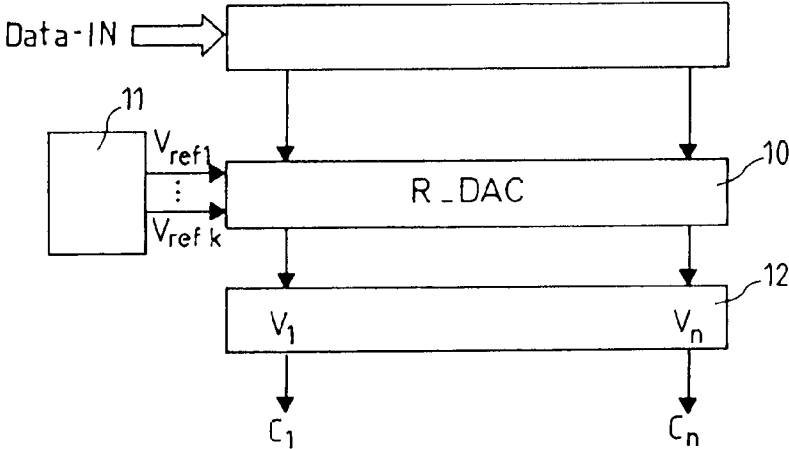 Data-IN
11
Vref1
⋮
Vref k
R_DAC
10
12
V1
Vn
C1
Cn